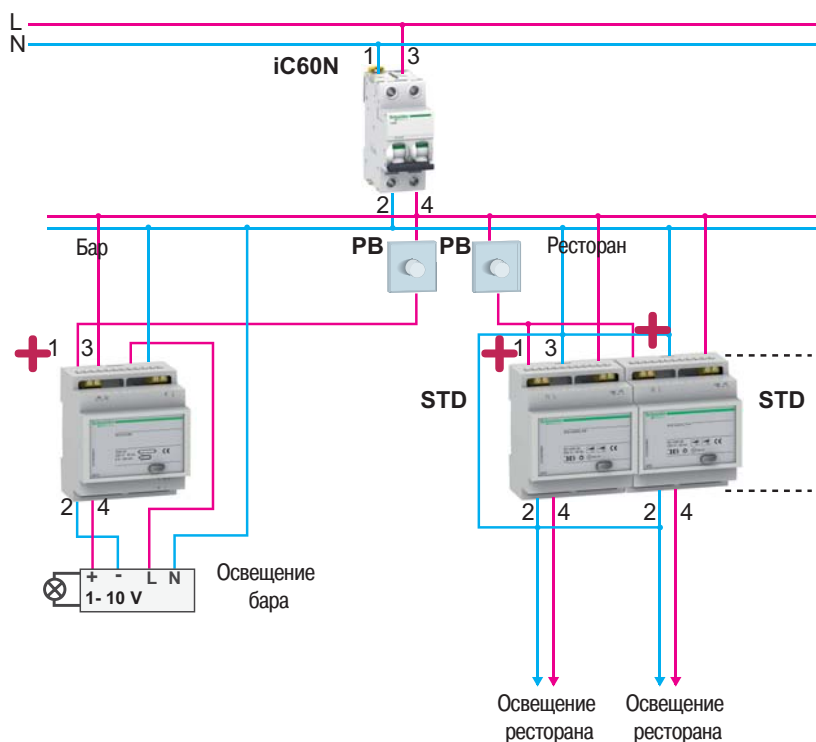 L
N
1 3
iC60N
2 4
Бар
PB
PB
Ресторан
1 3
1 3
STD
STD
2 4
2 4
2 4
+ - L N
1- 10 V
Освещение
бара
Освещение
ресторана
Освещение
ресторана